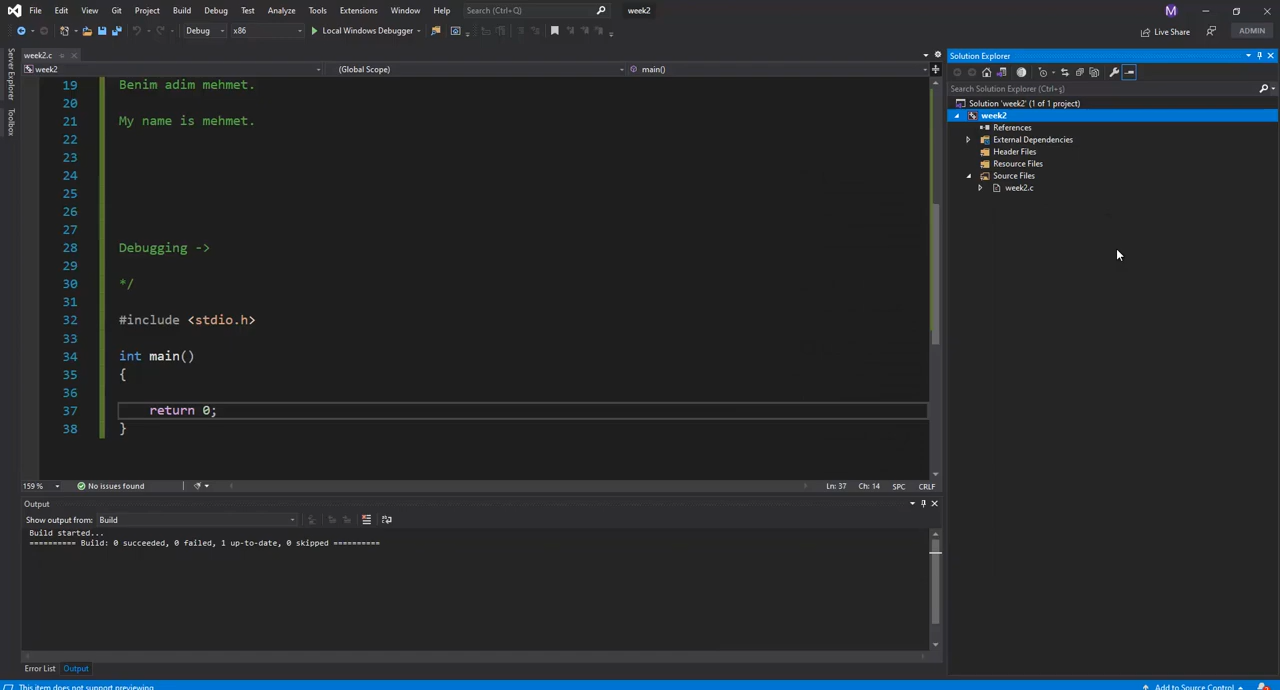 File Edit View Git Project Build Debug Test Analyze Tools Extensions Window Help Search (Ctrl+Q) week2 M
Debug x86 Local Windows Debugger Live Share ADMIN
Server Explorer
Toolbox
week2.c
week2 (Global Scope) main()
19 Benim adim mehmet.
20
21 My name is mehmet.
22
23
24
25
26
27
28 Debugging ->
29
30 */
31
32 #include <stdio.h>
33
34 int main()
35 {
36
37 return 0;
38 }
159 % No issues found Ln: 37 Ch: 14 SPC CRLF
Output
Show output from: Build
Build started...
========== Build: 0 succeeded, 0 failed, 1 up-to-date, 0 skipped ==========
Error List Output
Solution Explorer
Search Solution Explorer (Ctrl+ş)
Solution 'week2' (1 of 1 project)
week2
References
External Dependencies
Header Files
Resource Files
Source Files
week2.c
This item does not support previewing Add to Source Control